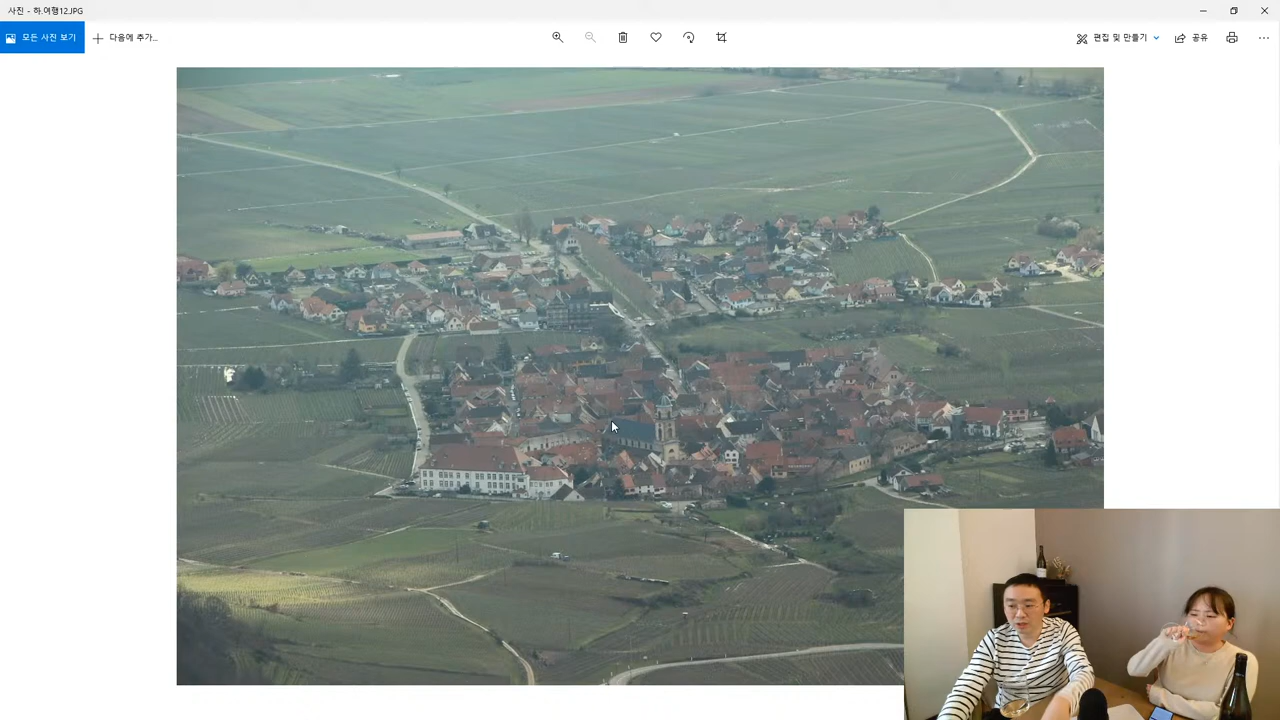 사진 - 하.여행12.JPG
모든 사진 보기
다음에 추가...
편집 및 만들기
공유